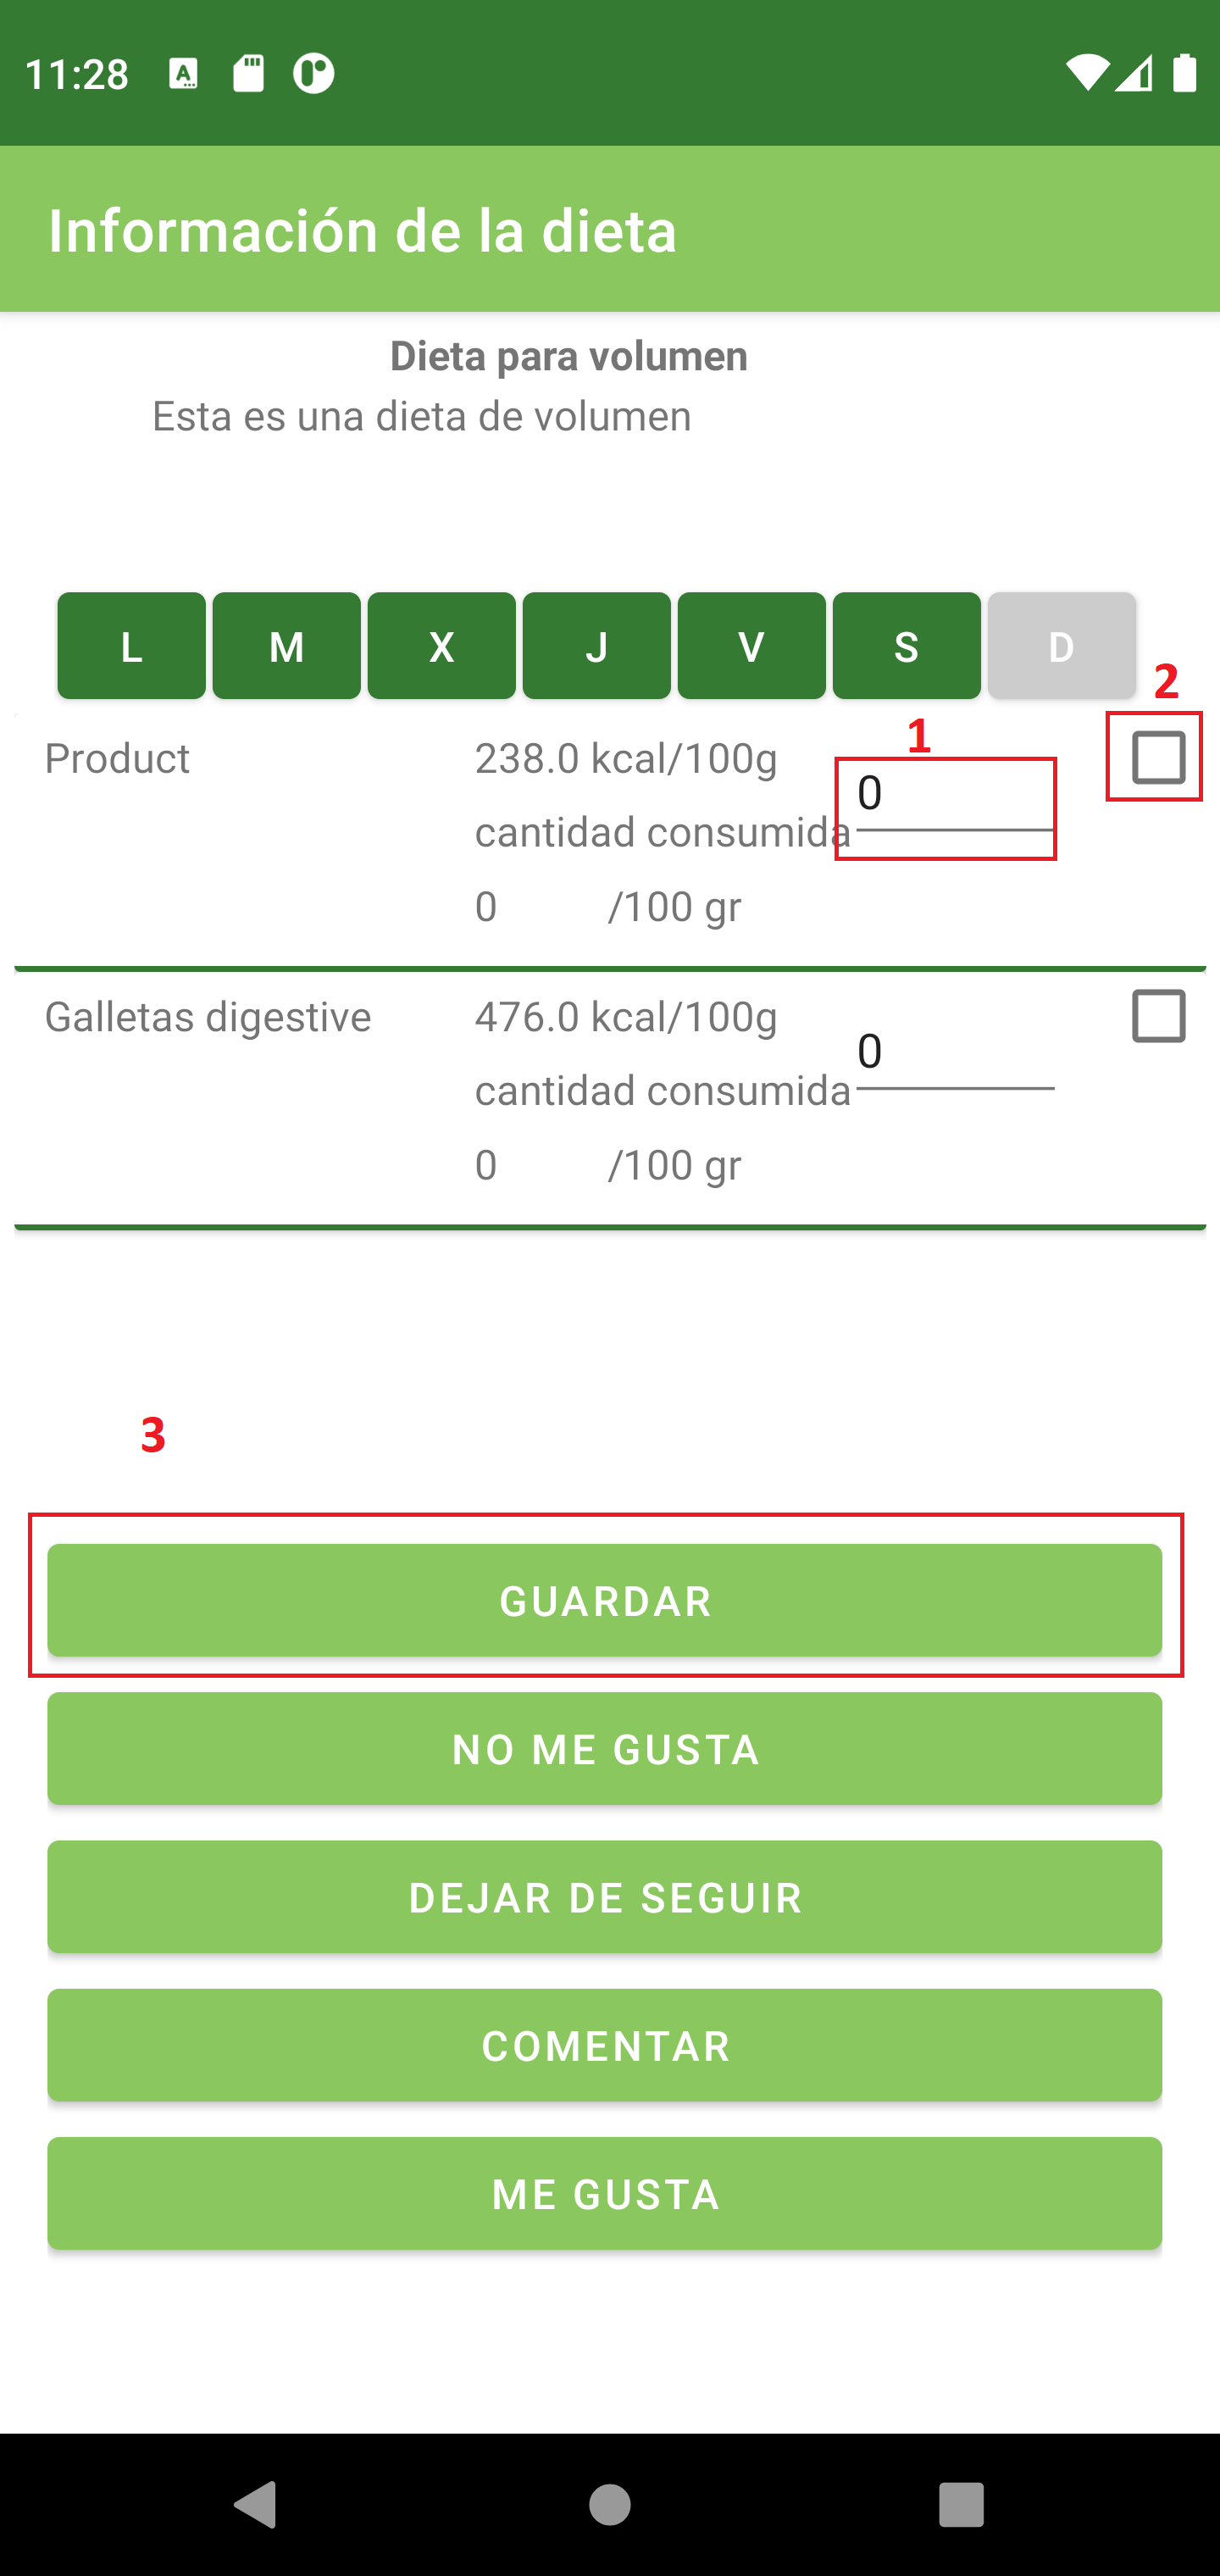 11:28
Información de la dieta
Dieta para volumen
Esta es una dieta de volumen
L M X J V S D
2
1
Product 238.0 kcal/100g
0
cantidad consumida
0 /100 gr
Galletas digestive 476.0 kcal/100g
0
cantidad consumida
0 /100 gr
3
GUARDAR
NO ME GUSTA
DEJAR DE SEGUIR
COMENTAR
ME GUSTA